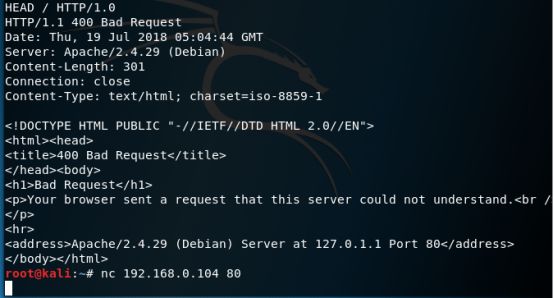 HEAD / HTTP/1.0
HTTP/1.1 400 Bad Request
Date: Thu, 19 Jul 2018 05:04:44 GMT
Server: Apache/2.4.29 (Debian)
Content-Length: 301
Connection: close
Content-Type: text/html; charset=iso-8859-1

<!DOCTYPE HTML PUBLIC "-//IETF//DTD HTML 2.0//EN">
<html><head>
<title>400 Bad Request</title>
</head><body>
<h1>Bad Request</h1>
<p>Your browser sent a request that this server could not understand.<br /
</p>
<hr>
<address>Apache/2.4.29 (Debian) Server at 127.0.1.1 Port 80</address>
</body></html>
root@kali:~# nc 192.168.0.104 80